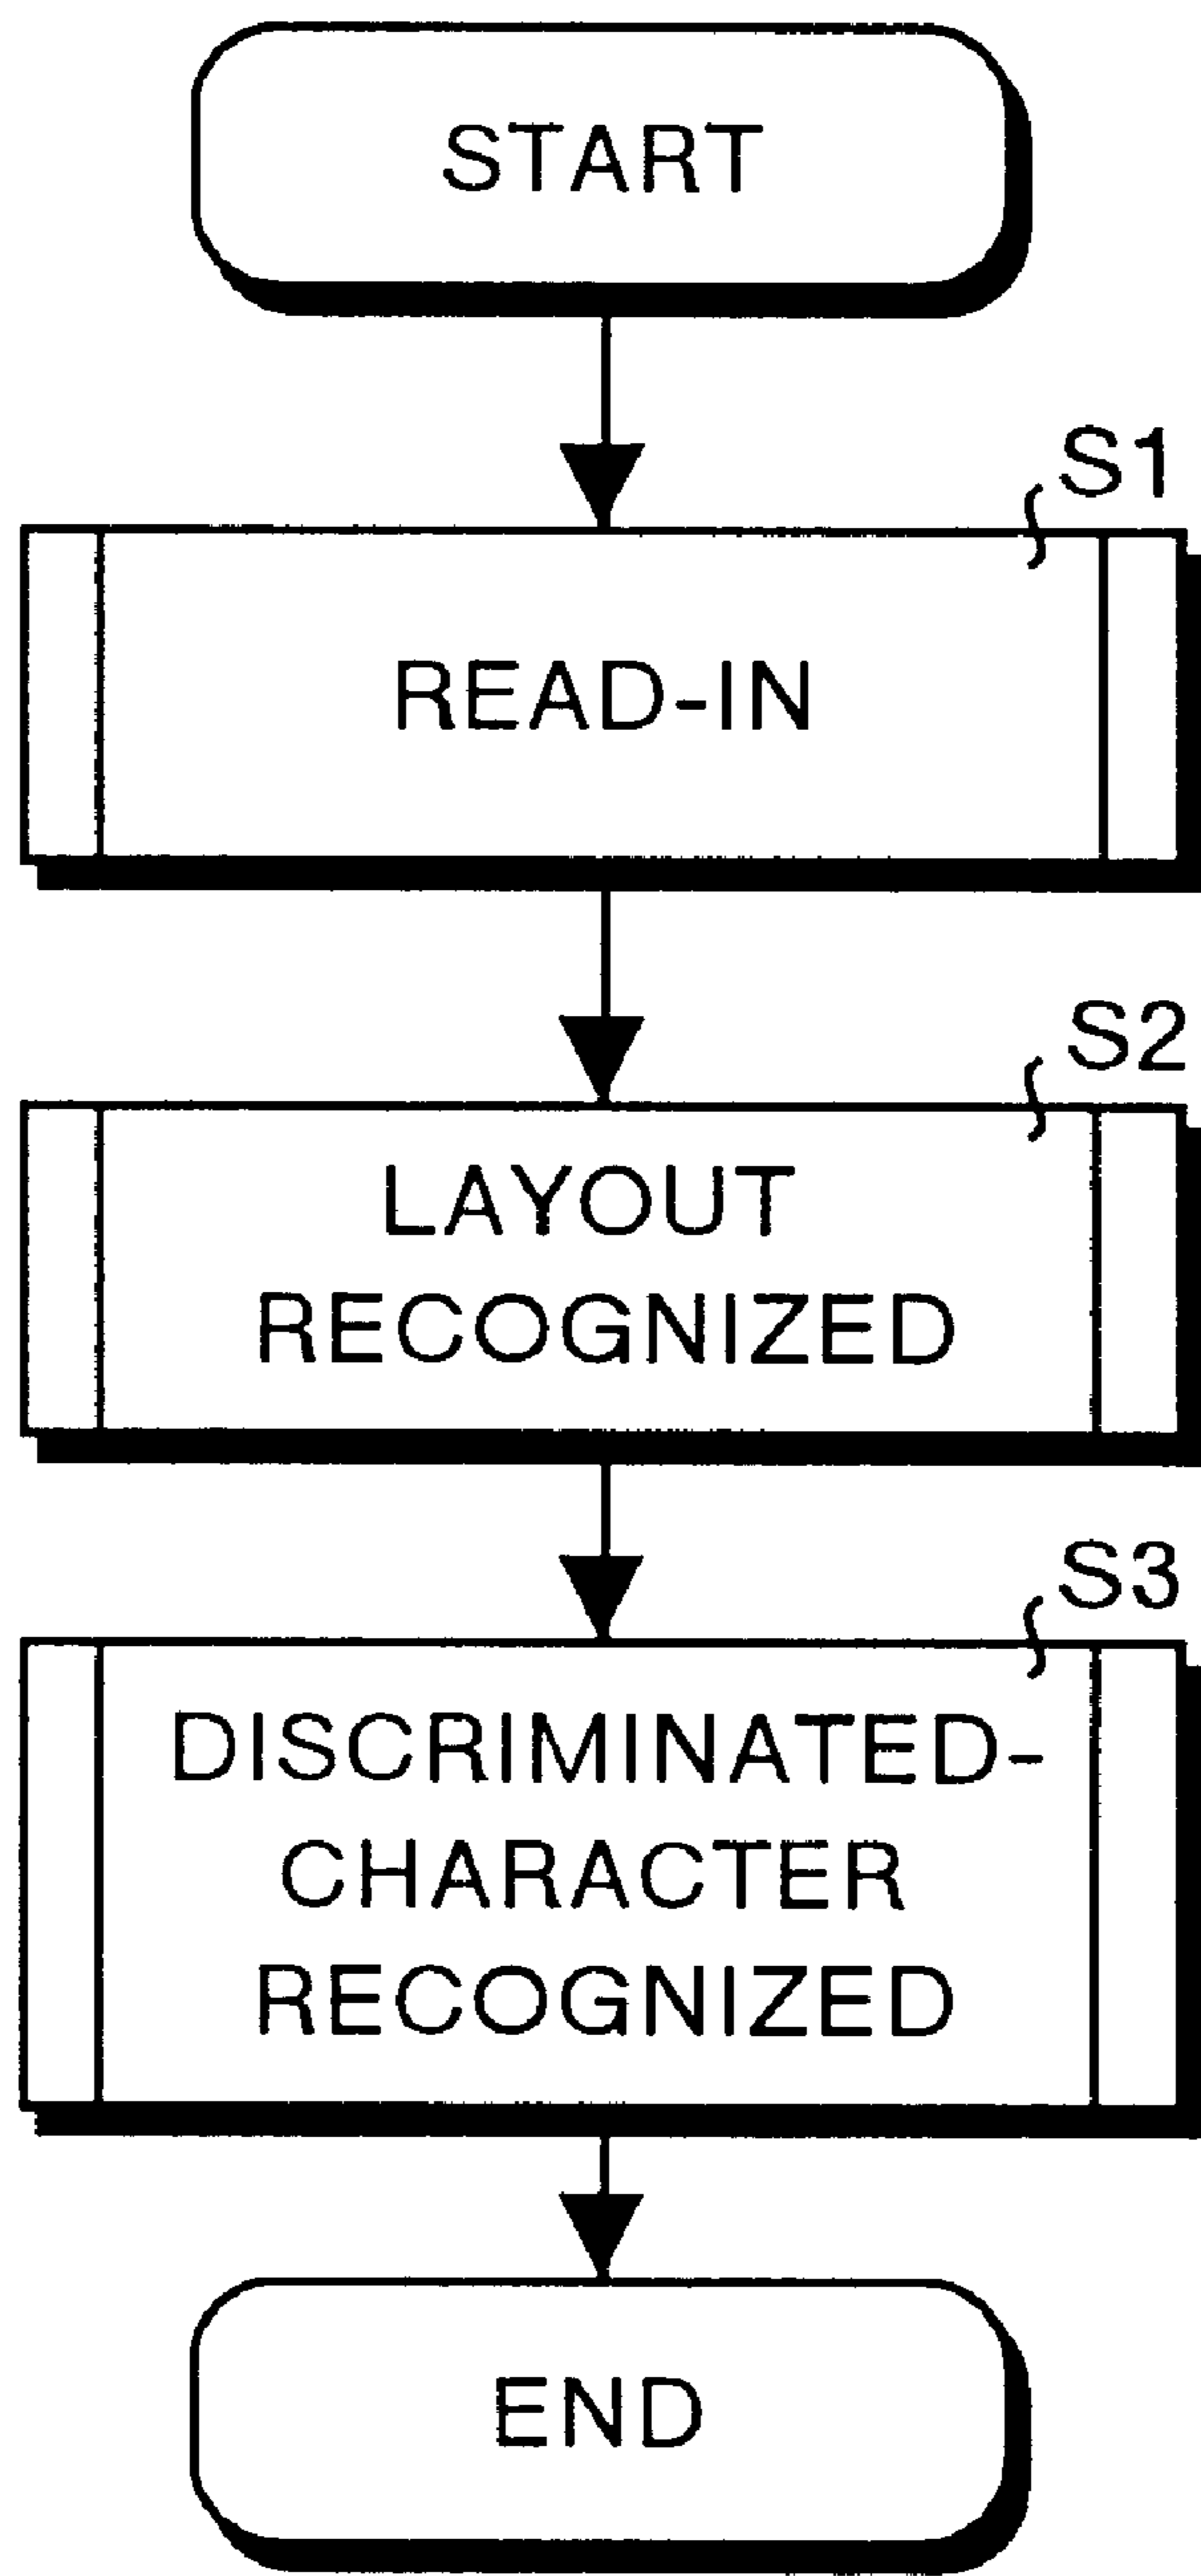 START
S1
READ-IN
S2
LAYOUT
RECOGNIZED
S3
DISCRIMINATED-
CHARACTER
RECOGNIZED
END